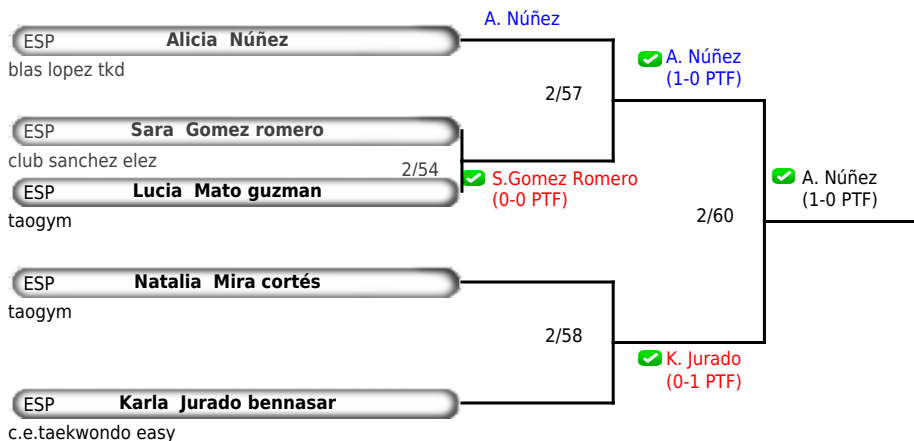 A. Núñez
ESP Alicia Núñez
blas lopez tkd
A. Núñez
(1-0 PTF)
2/57
ESP Sara Gomez romero
club sanchez elez
2/54
S.Gomez Romero
(0-0 PTF)
A. Núñez
(1-0 PTF)
ESP Lucia Mato guzman
taogym
2/60
ESP Natalia Mira cortés
taogym
2/58
K. Jurado
(0-1 PTF)
ESP Karla Jurado bennasar
c.e.taekwondo easy